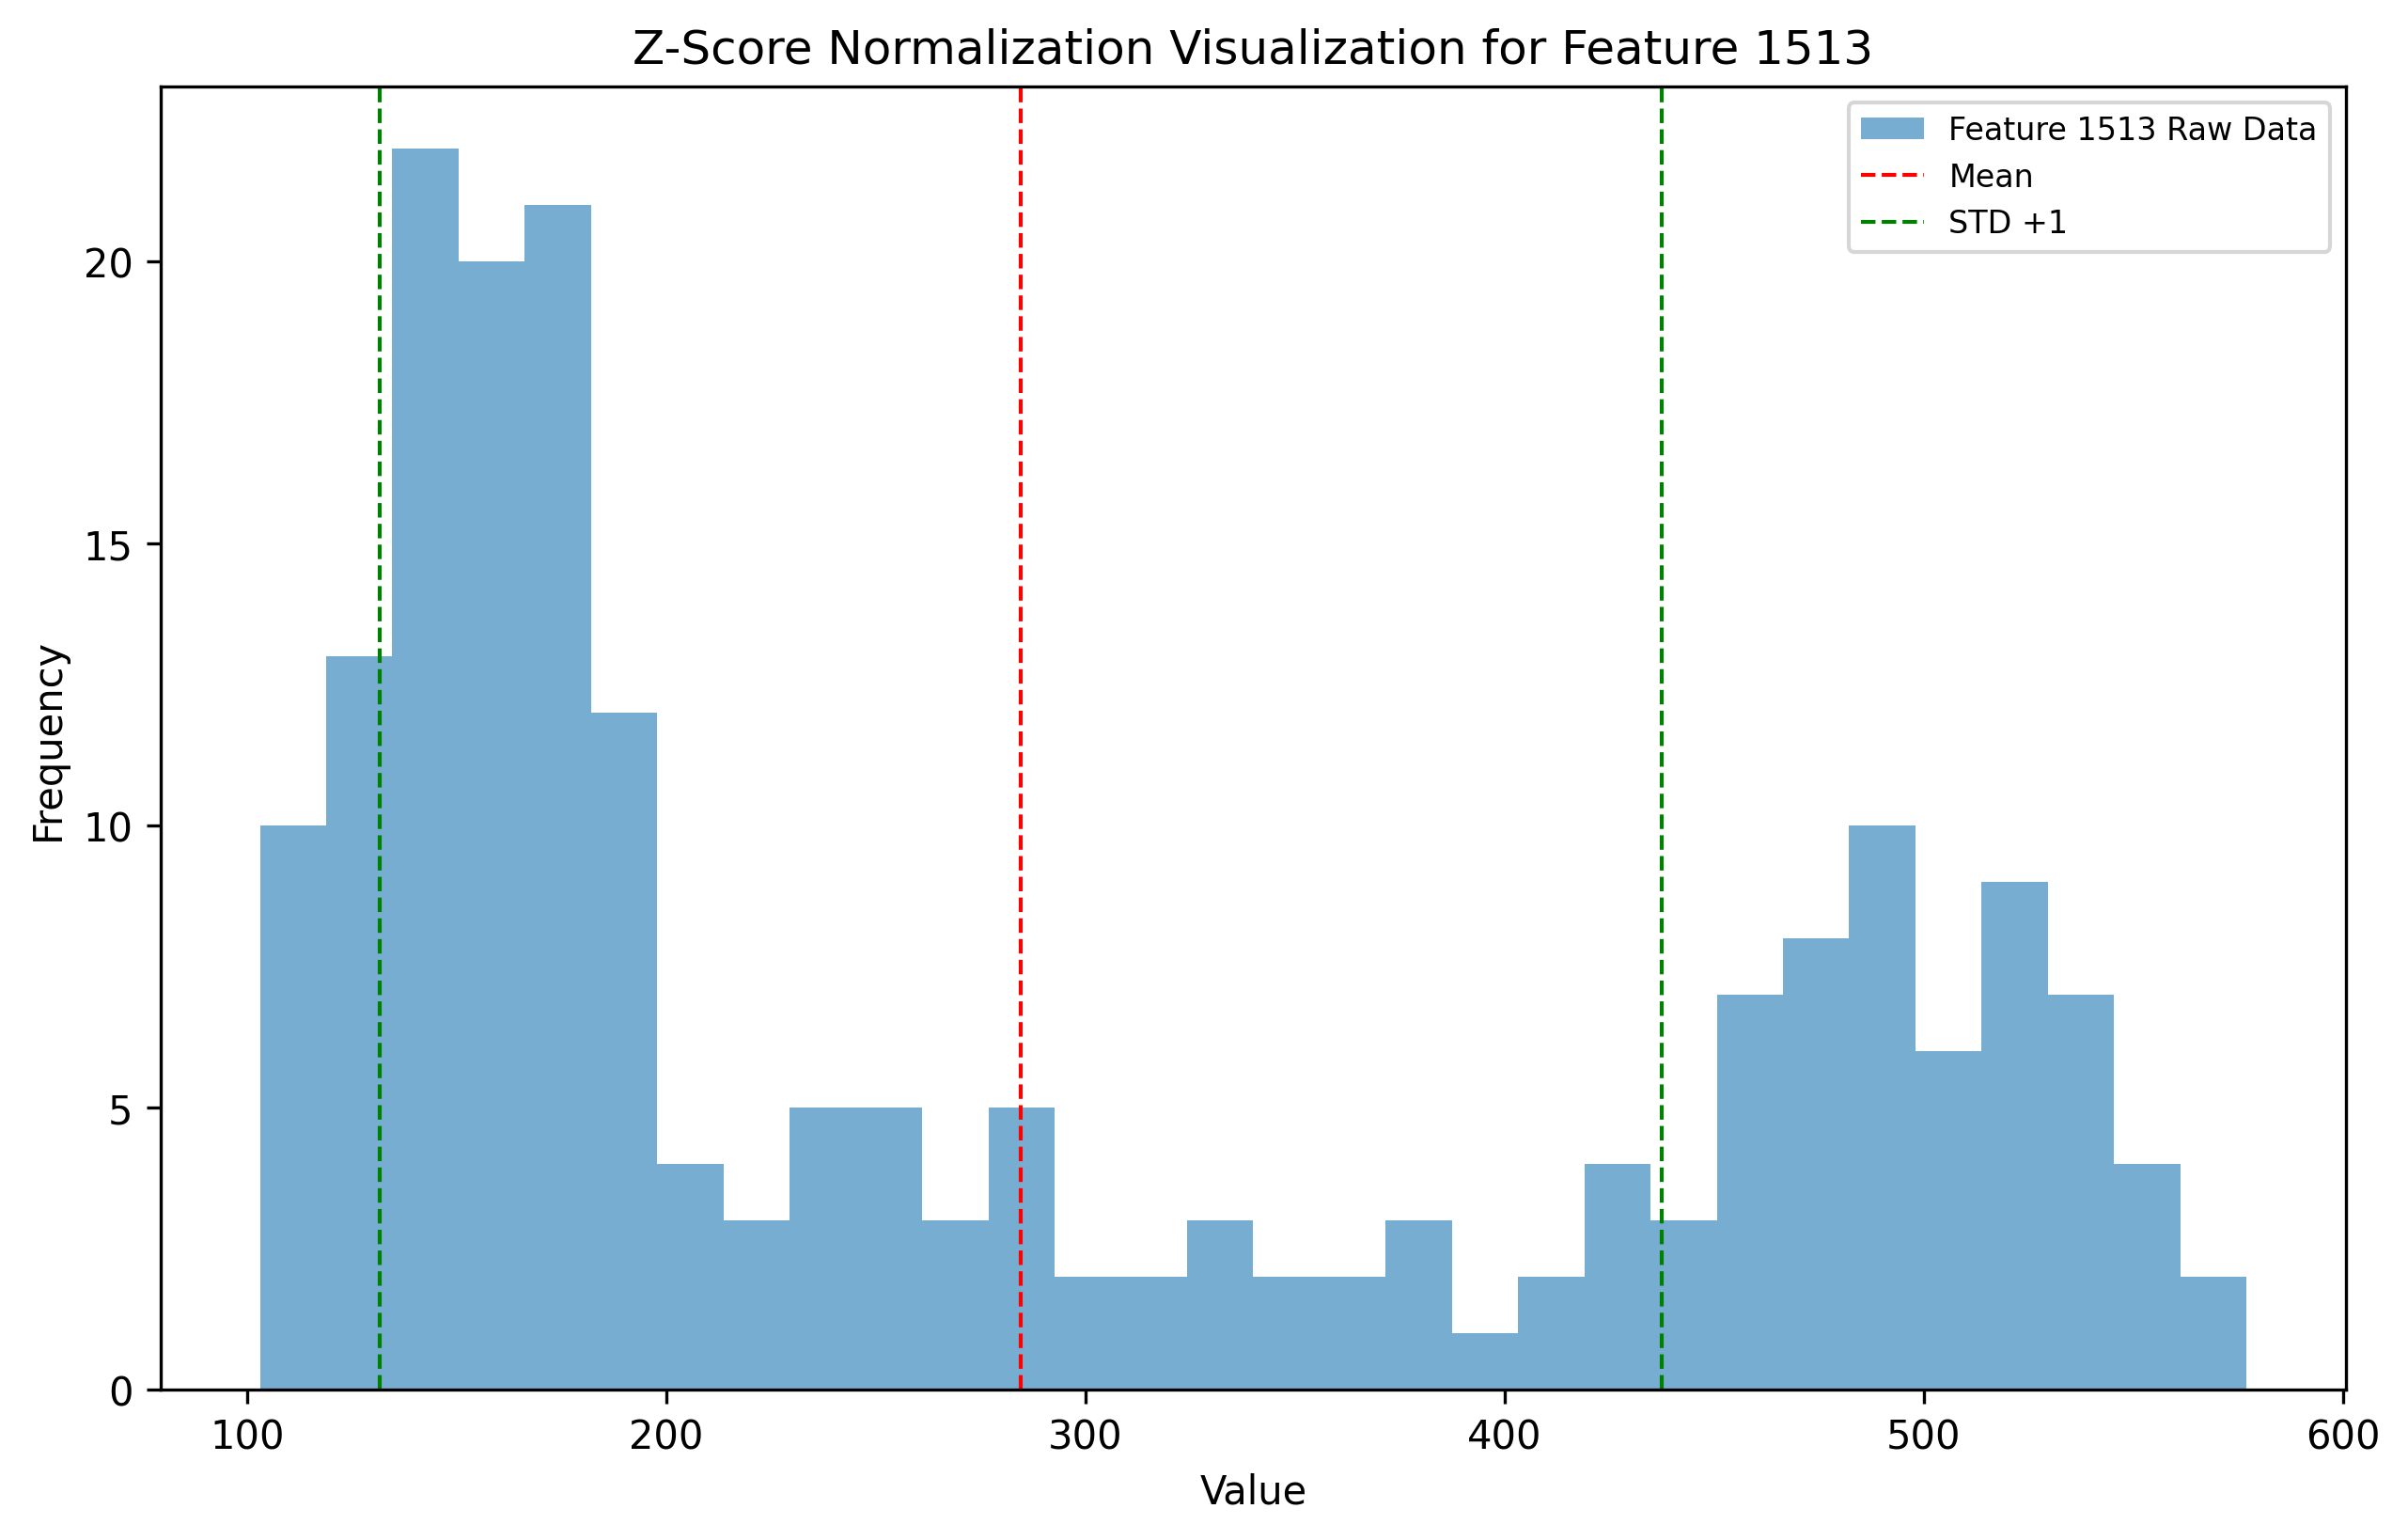 Z-Score Normalization Visualization for Feature 1513
Feature 1513 Raw Data
Mean
STD +1
20
15
10
5
0
Frequency
100 200 300 400 500 600
Value